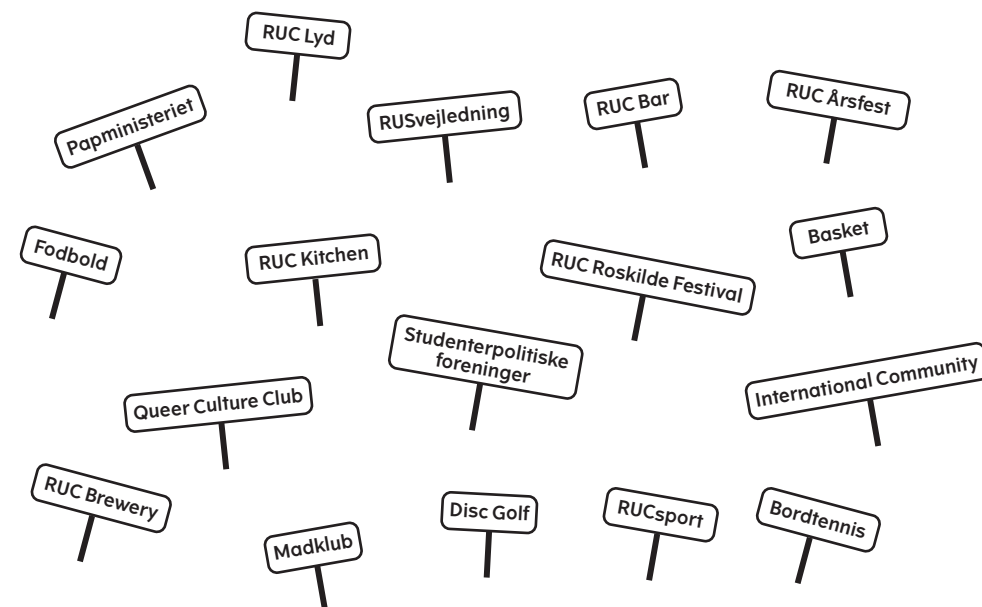 RUC Lyd
Papministeriet
RUSvejledning
RUC Bar
RUC Årsfest
Fodbold
RUC Kitchen
RUC Roskilde Festival
Basket
Studenterpolitiske
foreninger
International Community
Queer Culture Club
RUC Brewery
Madklub
Disc Golf
RUCsport
Bordtennis